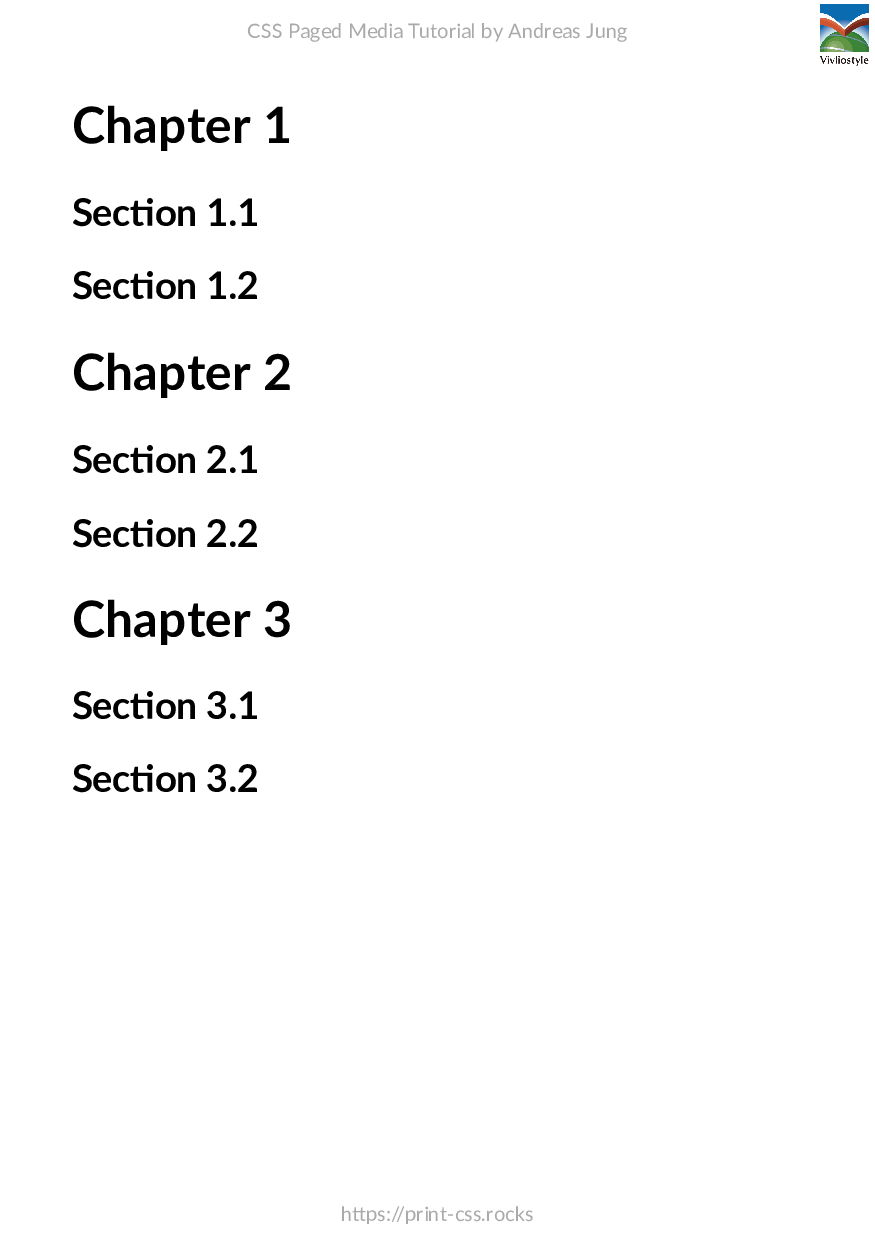 CSS Paged Media Tutorial by Andreas Jung
Vivliostyle
Chapter 1
Section 1.1
Section 1.2
Chapter 2
Section 2.1
Section 2.2
Chapter 3
Section 3.1
Section 3.2
https://print-css.rocks